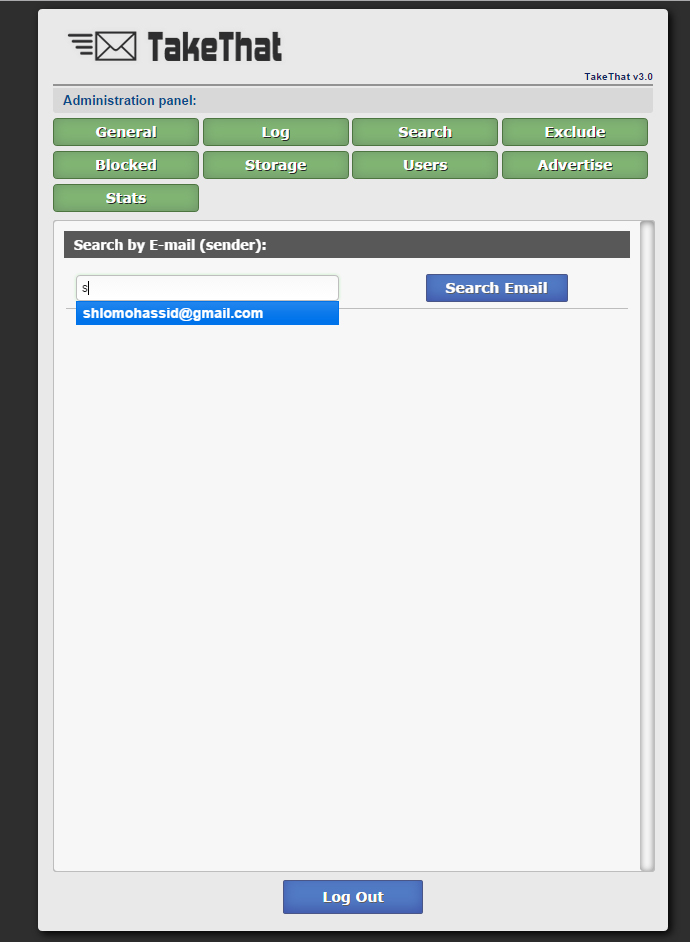 TakeThat
TakeThat v3.0
Administration panel:
General Log Search Exclude
Blocked Storage Users Advertise
Stats
Search by E-mail (sender):
s Search Email
shlomohassid@gmail.com
Log Out